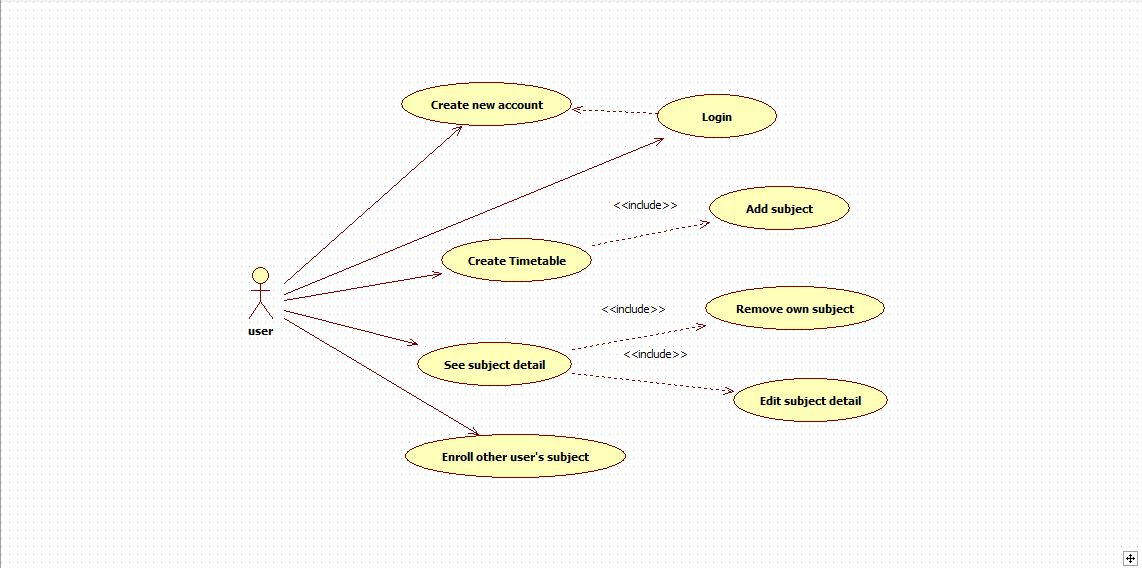 Create new account
Login
<<include>>
Add subject
Create Timetable
<<include>>
Remove own subject
user
<<include>>
See subject detail
Edit subject detail
Enroll other user's subject